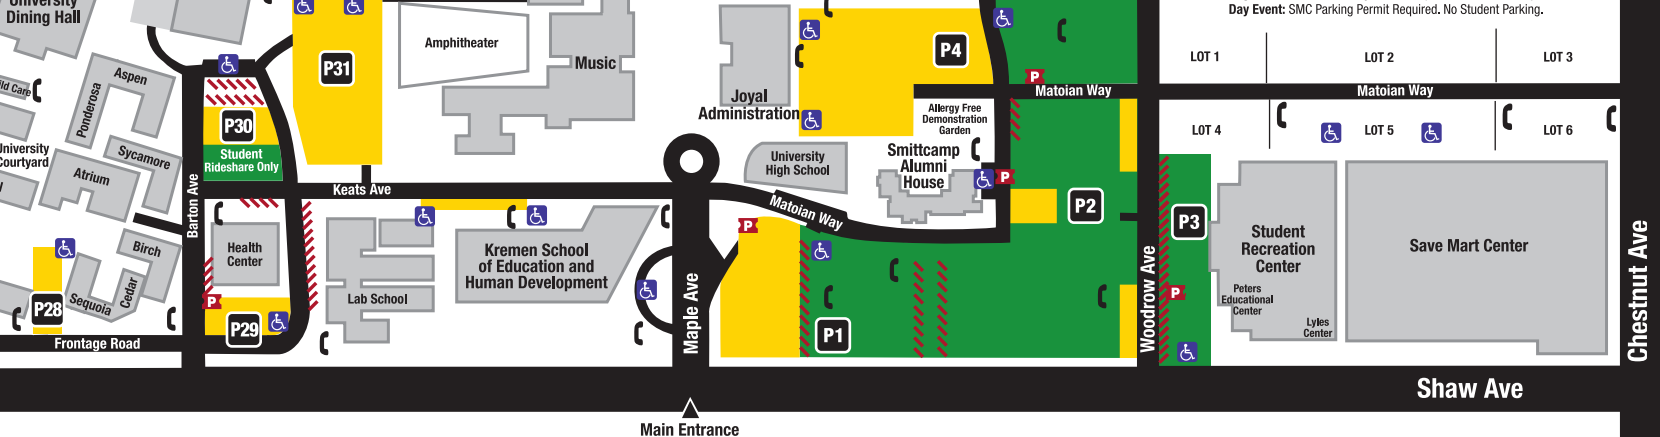 University
Dining Hall
Day Event: SMC Parking Permit Required. No Student Parking.
P31
Amphitheater
Music
P4
LOT 1
LOT 2
LOT 3
P
Aspen
Ponderosa
Care
Joyal
Administration
Matoian Way
Matoian Way
Allergy Free
Demonstration
Garden
P30
LOT 4
LOT 5
LOT 6
Student
Rideshare Only
University
Courtyard
Sycamore
Atrium
University
High School
Smittcamp
Alumni
House
P
Keats Ave
Barton Ave
Matoian Way
P2
P3
P
Birch
Health
Center
Kremen School
of Education and
Human Development
Student
Recreation
Center
Save Mart Center
Cedar
Sequoia
P28
P
P29
Lab School
Maple Ave
P1
Woodrow Ave
P
Peters
Educational
Center
Lyles
Center
Chestnut Ave
Frontage Road
Shaw Ave
Main Entrance